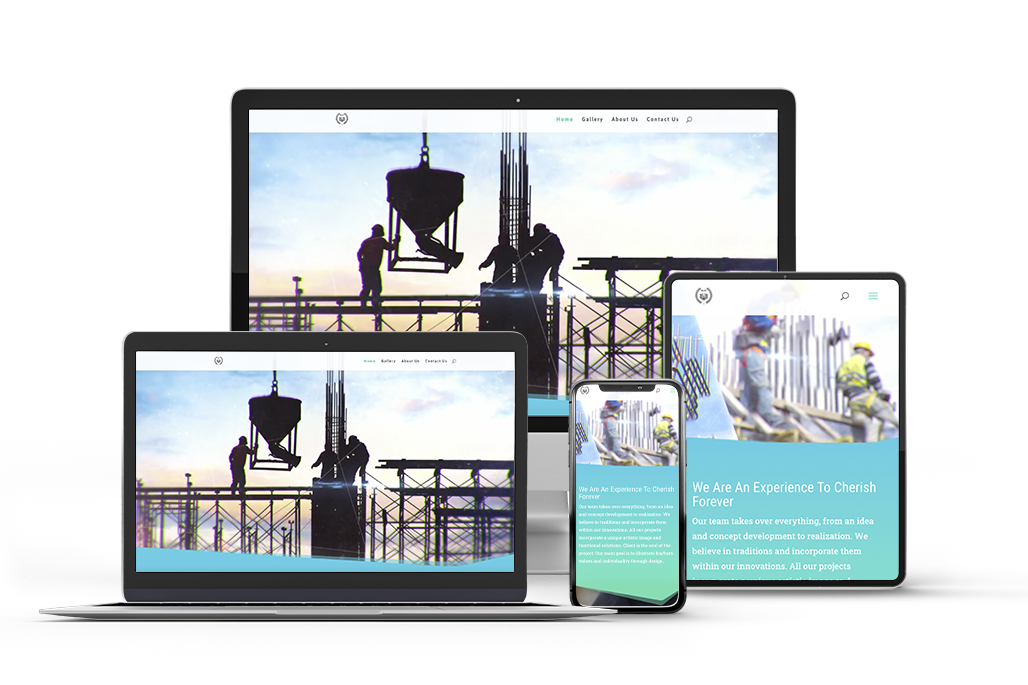 Home Gallery About Us Contact Us
Home Gallery About Us Contact Us
We Are An Experience To Cherish
Forever
Our team takes over everything, from an idea
and concept development to realization. We
believe in traditions and incorporate them
within our innovations. All our projects
incorporate a unique artistic image and
functional solutions. Client is the soul of the
project. Our main goal is to illustrate his/hers
values and individuality through design.
We Are An Experience To Cherish
Forever
Our team takes over everything, from an idea
and concept development to realization. We
believe in traditions and incorporate them
within our innovations. All our projects